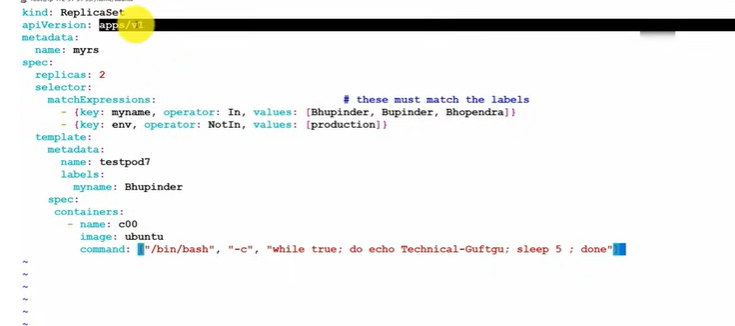 kind: ReplicaSet
apiVersion: apps/v1
metadata:
  name: myrs
spec:
  replicas: 2
  selector:
    matchExpressions:                             # these must match the labels
      - {key: myname, operator: In, values: [Bhupinder, Bupinder, Bhopendra]}
      - {key: env, operator: NotIn, values: [production]}
  template:
    metadata:
      name: testpod7
      labels:
        myname: Bhupinder
    spec:
     containers:
       - name: c00
         image: ubuntu
         command: ["/bin/bash", "-c", "while true; do echo Technical-Guftgu; sleep 5 ; done"]
~
~
~
~
~
~